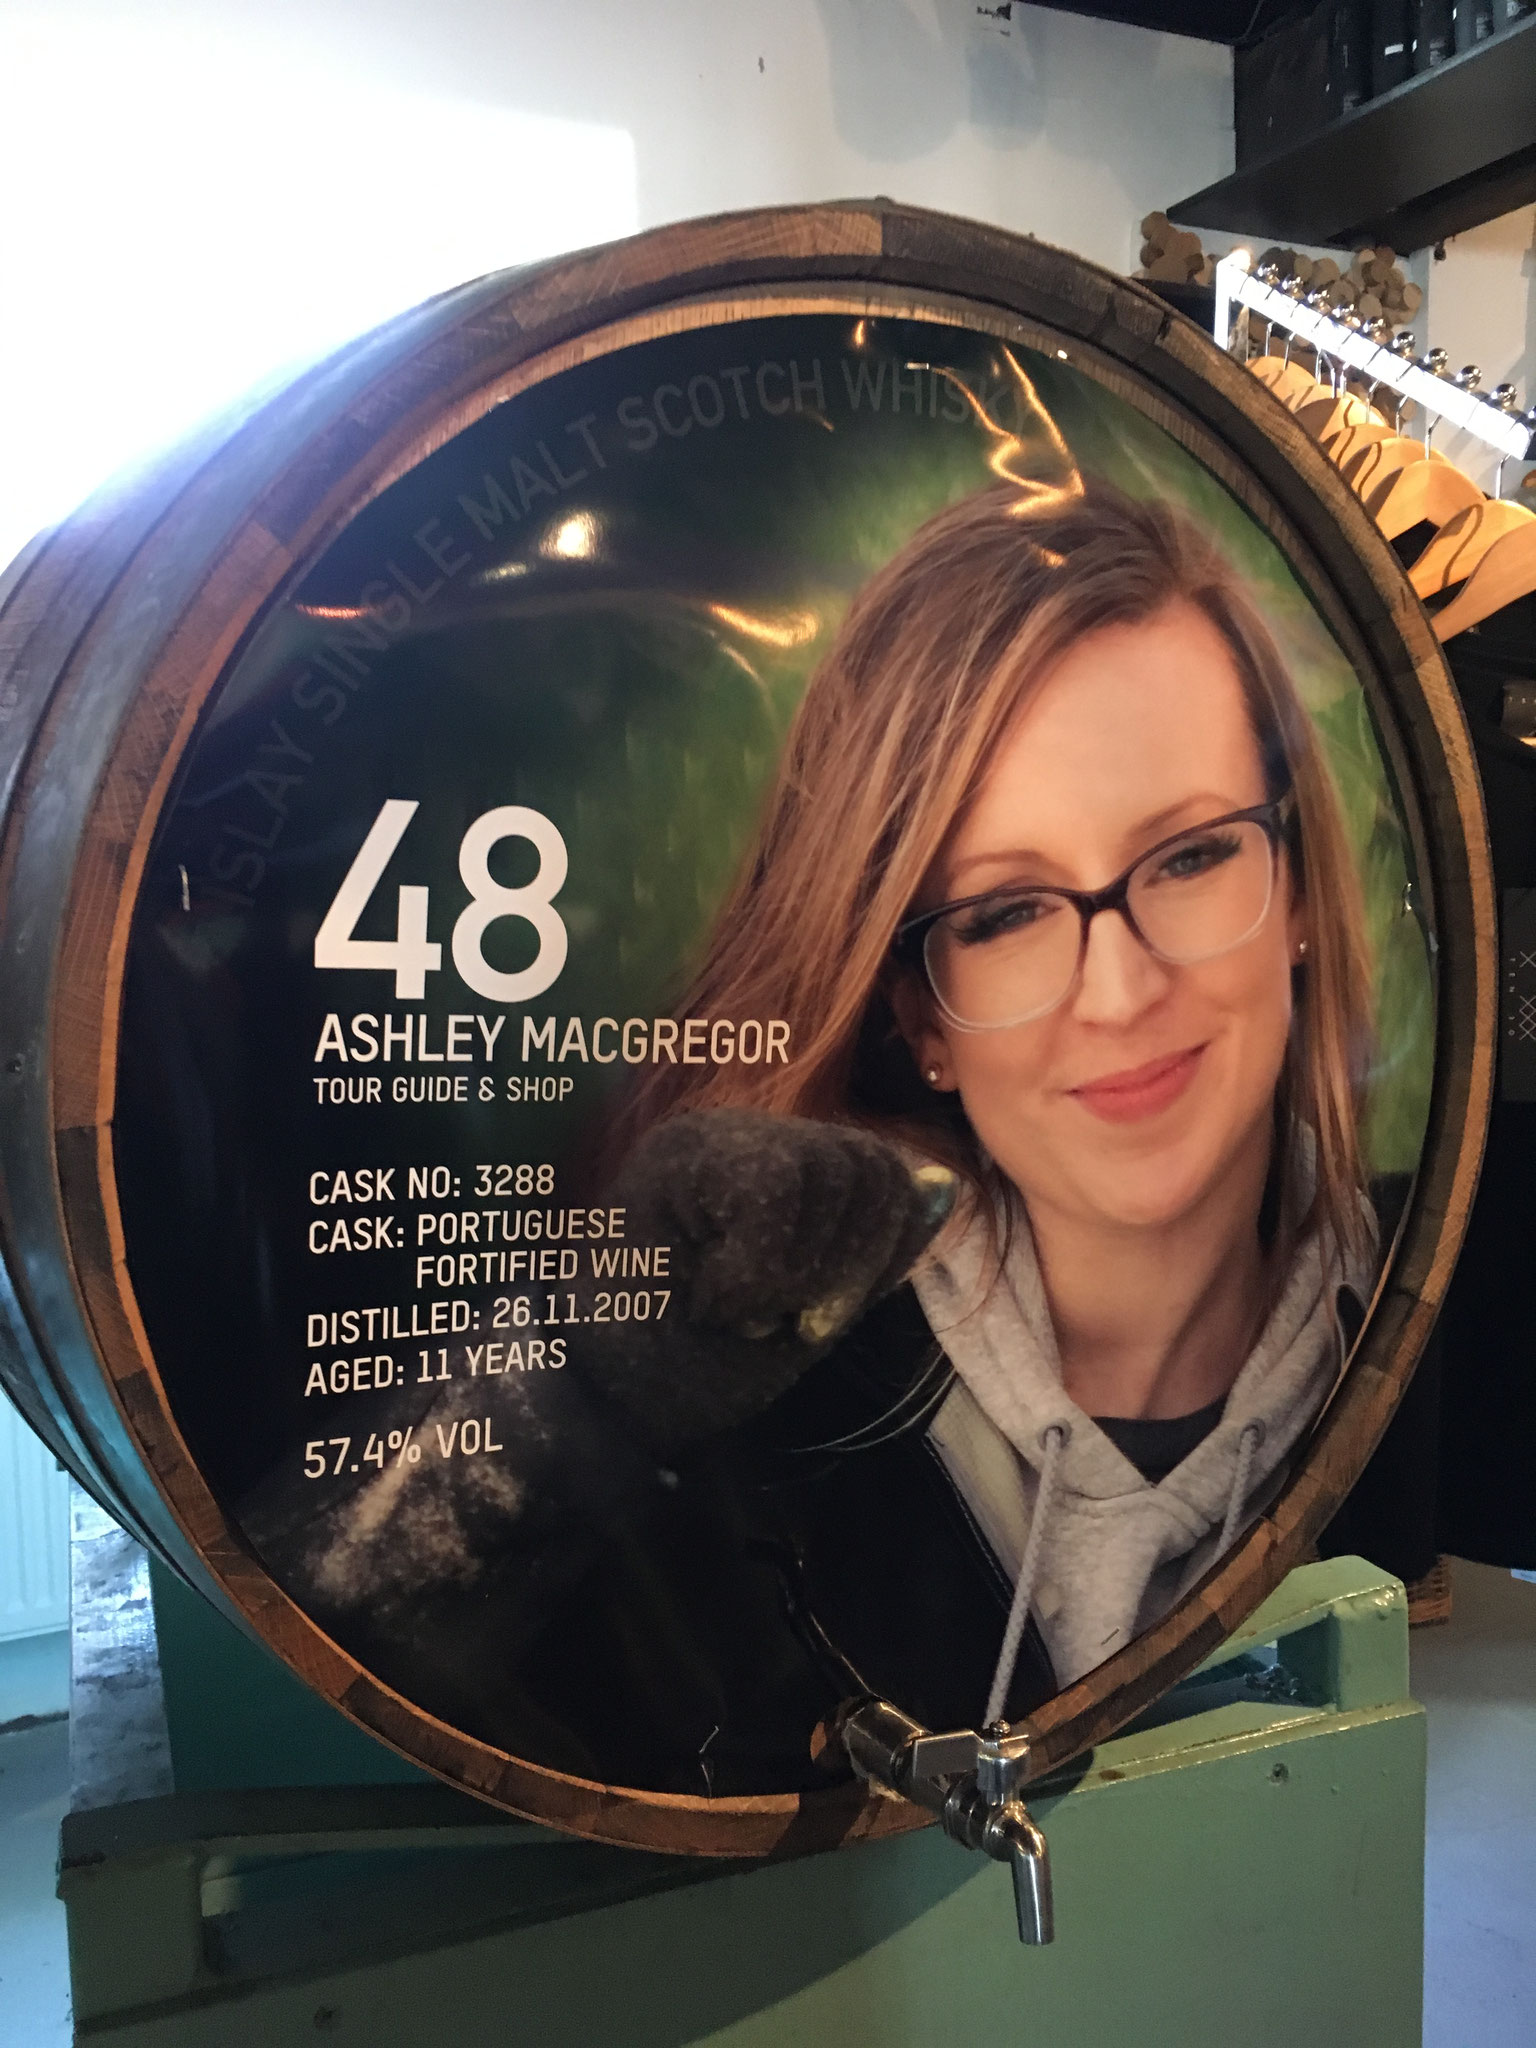 ISLAY SINGLE MALT SCOTCH WHISKY
48
ASHLEY MACGREGOR
TOUR GUIDE & SHOP
CASK NO: 3288
CASK: PORTUGUESE
FORTIFIED WINE
DISTILLED: 26.11.2007
AGED: 11 YEARS
57.4% VOL